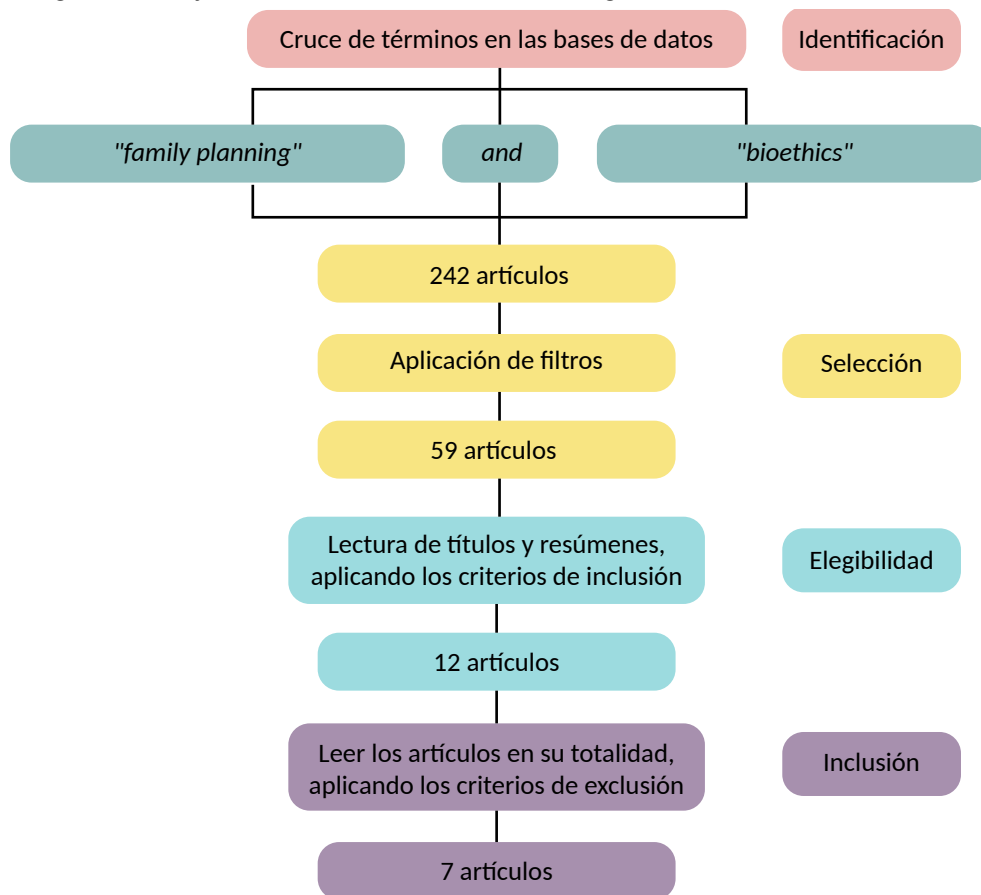 Cruce de términos en las bases de datos
Identificación
"family planning"
and
"bioethics"
242 artículos
Aplicación de filtros
Selección
59 artículos
Lectura de títulos y resúmenes,
aplicando los criterios de inclusión
Elegibilidad
12 artículos
Leer los artículos en su totalidad,
aplicando los criterios de exclusión
Inclusión
7 artículos